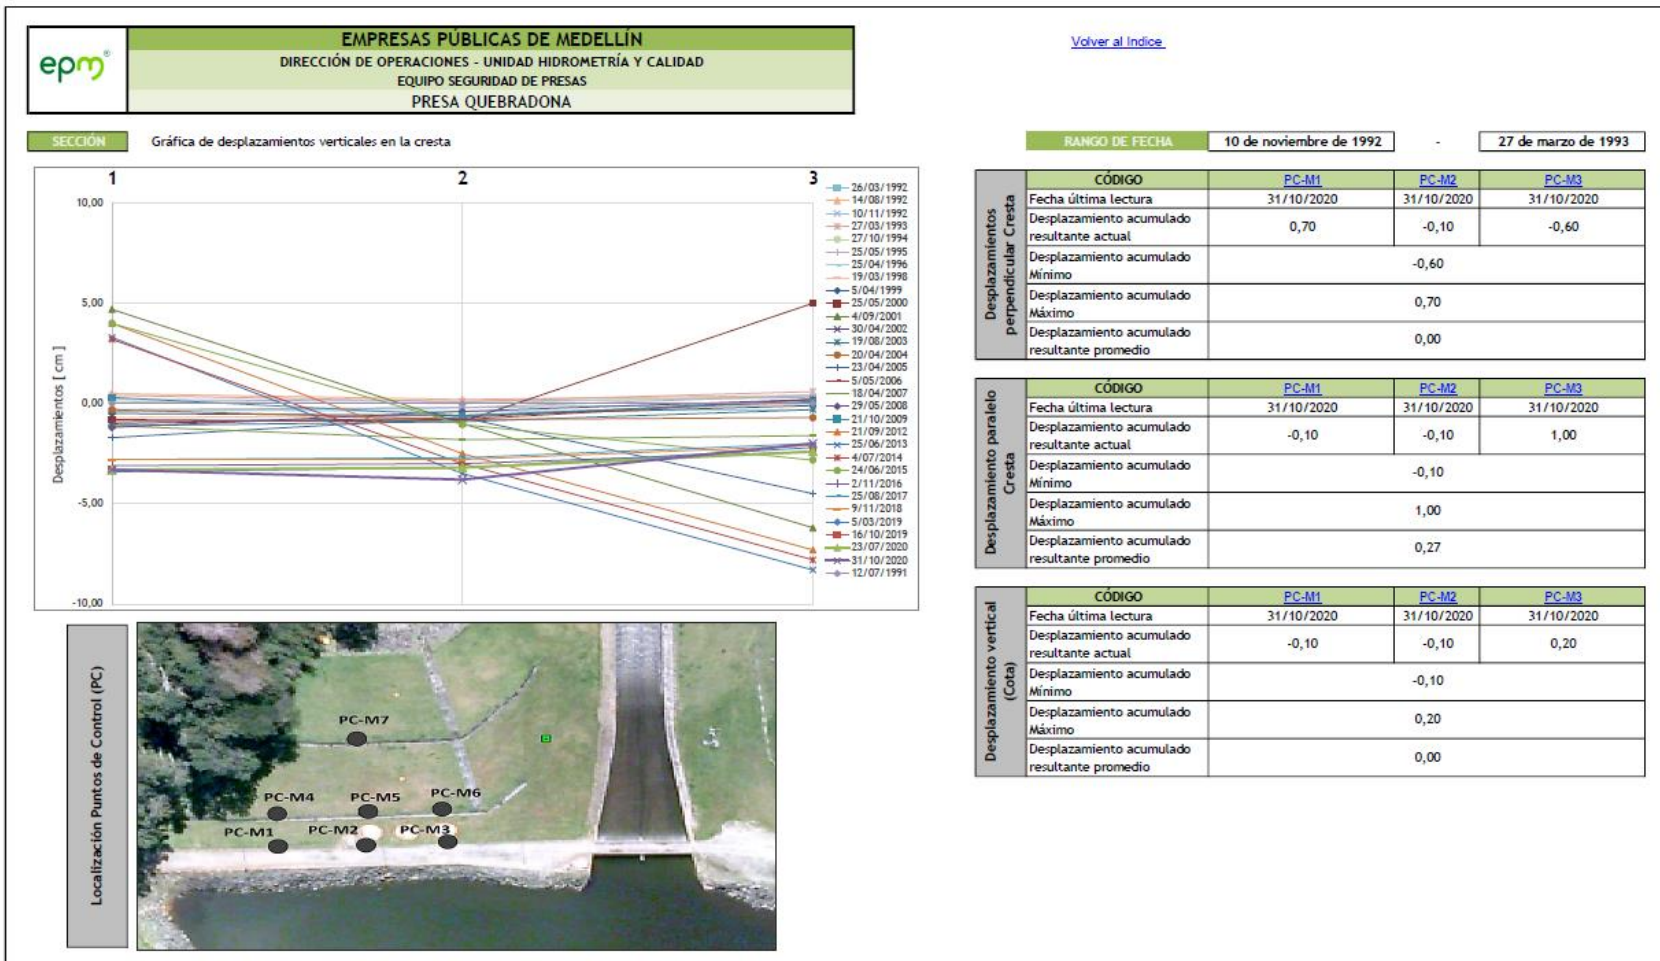 epm®
EMPRESAS PÚBLICAS DE MEDELLÍN
DIRECCIÓN DE OPERACIONES - UNIDAD HIDROMETRÍA Y CALIDAD
EQUIPO SEGURIDAD DE PRESAS
PRESA QUEBRADONA
Volver al Indice
SECCIÓN Gráfica de desplazamientos verticales en la cresta
RANGO DE FECHA 10 de noviembre de 1992 - 27 de marzo de 1993
1 2 3
10,00
5,00
0,00
-5,00
-10,00
Desplazamientos [ cm ]
26/03/1992
14/08/1992
10/11/1992
27/03/1993
27/10/1994
25/05/1995
25/04/1996
19/03/1998
5/04/1999
25/05/2000
4/09/2001
30/04/2002
19/08/2003
20/04/2004
23/04/2005
5/05/2006
18/04/2007
29/05/2008
21/10/2009
21/09/2012
25/06/2013
4/07/2014
24/06/2015
2/11/2016
25/08/2017
9/11/2018
5/03/2019
16/10/2019
23/07/2020
31/10/2020
12/07/1991
Desplazamientos
perpendicular Cresta
CÓDIGO PC-M1 PC-M2 PC-M3
Fecha última lectura 31/10/2020 31/10/2020 31/10/2020
Desplazamiento acumulado
resultante actual 0,70 -0,10 -0,60
Desplazamiento acumulado
Mínimo -0,60
Desplazamiento acumulado
Máximo 0,70
Desplazamiento acumulado
resultante promedio 0,00
Desplazamiento paralelo
Cresta
CÓDIGO PC-M1 PC-M2 PC-M3
Fecha última lectura 31/10/2020 31/10/2020 31/10/2020
Desplazamiento acumulado
resultante actual -0,10 -0,10 1,00
Desplazamiento acumulado
Mínimo -0,10
Desplazamiento acumulado
Máximo 1,00
Desplazamiento acumulado
resultante promedio 0,27
Desplazamiento vertical
(Cota)
CÓDIGO PC-M1 PC-M2 PC-M3
Fecha última lectura 31/10/2020 31/10/2020 31/10/2020
Desplazamiento acumulado
resultante actual -0,10 -0,10 0,20
Desplazamiento acumulado
Mínimo -0,10
Desplazamiento acumulado
Máximo 0,20
Desplazamiento acumulado
resultante promedio 0,00
Localización Puntos de Control (PC)
PC-M7
PC-M4 PC-M5 PC-M6
PC-M1 PC-M2 PC-M3